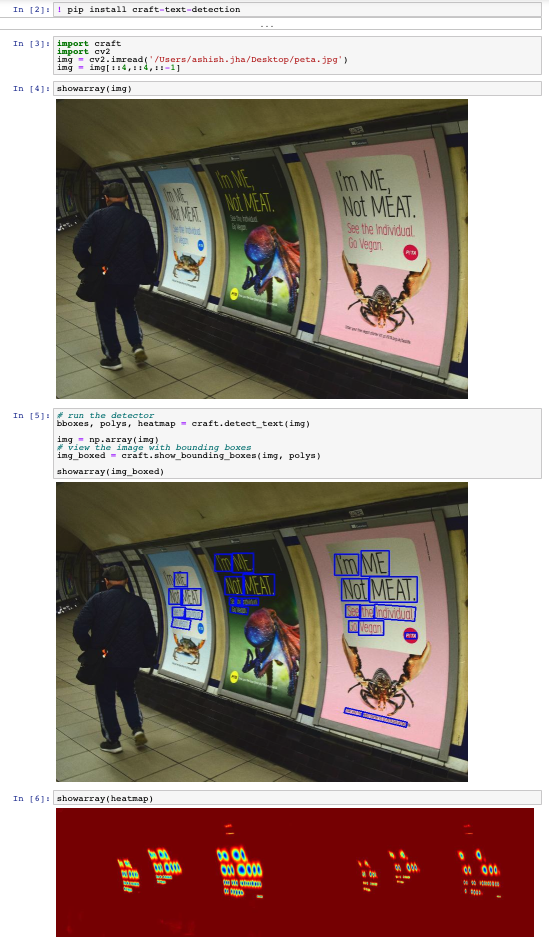 In [2]: ! pip install craft-text-detection
...
In [3]: import craft
import cv2
img = cv2.imread('/Users/ashish.jha/Desktop/peta.jpg')
img = img[::4,::4,::-1]
In [4]: showarray(img)
I'm ME,
Not MEAT.
See the Individual.
Go Vegan.
I'm ME,
Not MEAT.
See the Individual.
Go Vegan.
PETA
I'm ME,
Not MEAT.
See the Individual.
Go Vegan.
PETA
In [5]: # run the detector
bboxes, polys, heatmap = craft.detect_text(img)
img = np.array(img)
# view the image with bounding boxes
img_boxed = craft.show_bounding_boxes(img, polys)
showarray(img_boxed)
I'm ME,
Not MEAT.
I'm ME,
Not MEAT.
See the Individual.
Go Vegan.
I'm ME,
Not MEAT.
See the Individual.
Go Vegan.
PETA
In [6]: showarray(heatmap)